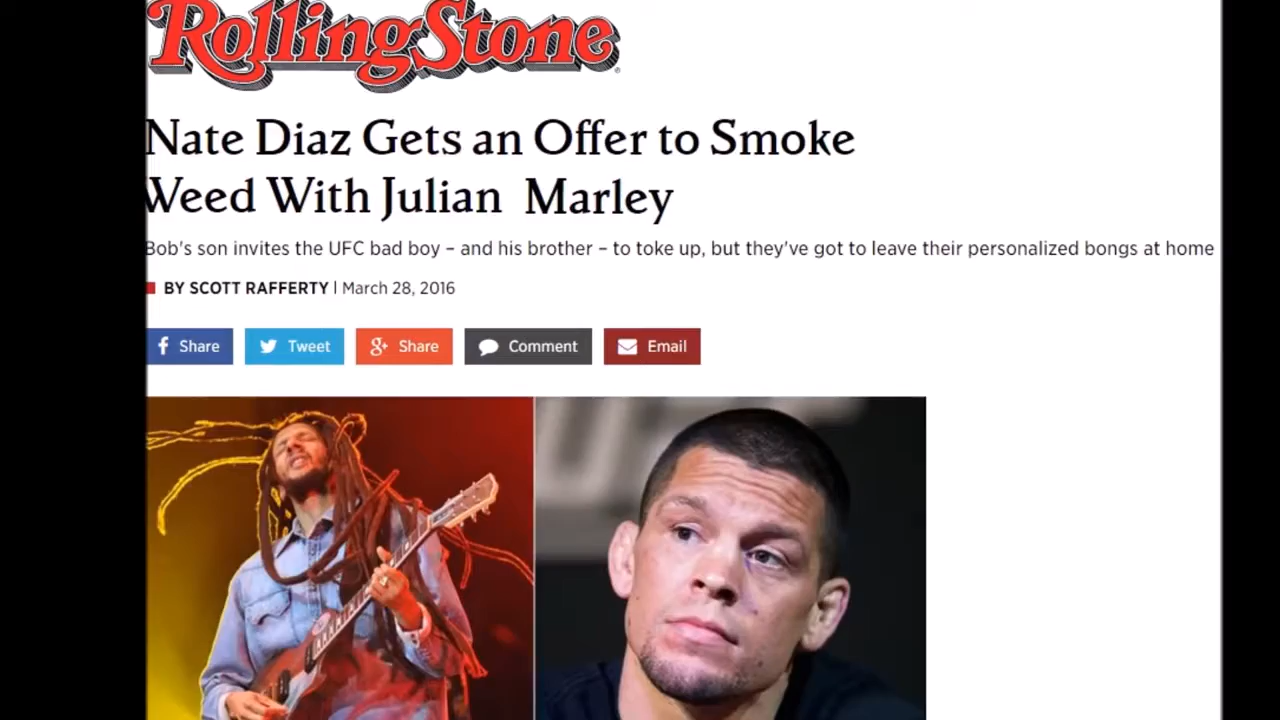 RollingStone
Nate Diaz Gets an Offer to Smoke
Weed With Julian Marley
Bob's son invites the UFC bad boy – and his brother – to toke up, but they've got to leave their personalized bongs at home
BY SCOTT RAFFERTY | March 28, 2016
Share Tweet g+ Share Comment Email